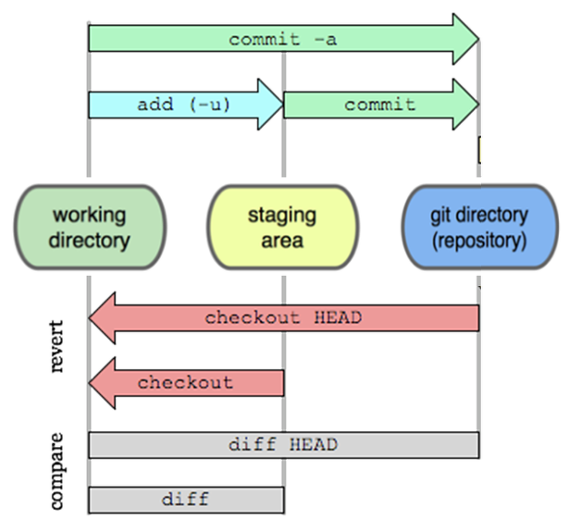 commit -a
add (-u)
commit
working
directory
staging
area
git directory
(repository)
revert
checkout HEAD
checkout
compare
diff HEAD
diff